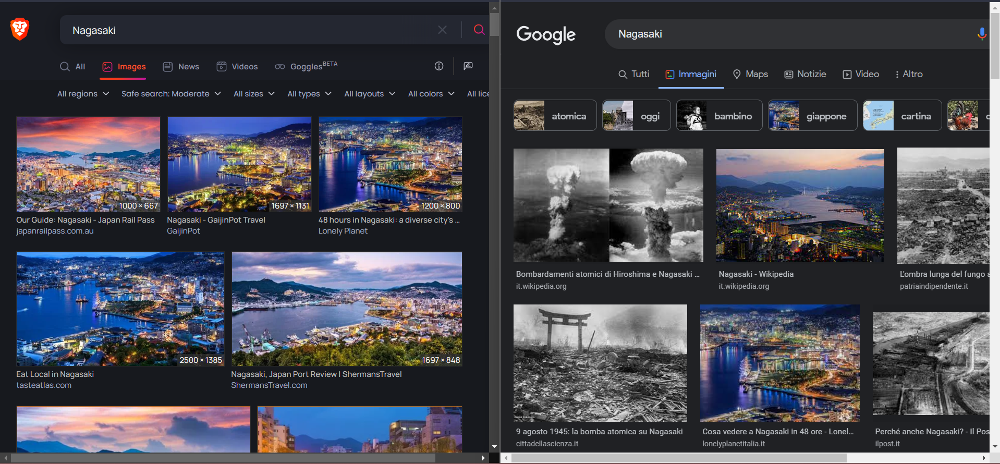 Nagasaki
All
Images
News
Videos
Goggles BETA
All regions
Safe search: Moderate
All sizes
All types
All layouts
All colors
All lice
1000 × 667
1697 × 1131
1200 × 800
Our Guide: Nagasaki - Japan Rail Pass
japanrailpass.com.au
Nagasaki - GaijinPot Travel
GaijinPot
48 hours in Nagasaki: a diverse city's ...
Lonely Planet
2500 × 1385
1697 × 848
Eat Local in Nagasaki
tasteatlas.com
Nagasaki, Japan Port Review | ShermansTravel
ShermansTravel.com
Google
Nagasaki
Tutti
Immagini
Maps
Notizie
Video
Altro
atomica
oggi
bambino
giappone
cartina
Bombardamenti atomici di Hiroshima e Nagasaki ...
it.wikipedia.org
Nagasaki - Wikipedia
it.wikipedia.org
L'ombra lunga del fungo a
patriaindipendente.it
9 agosto 1945: la bomba atomica su Nagasaki
cittadellascienza.it
Cosa vedere a Nagasaki in 48 ore - Lonel...
lonelyplanetitalia.it
Perché anche Nagasaki? - Il Pos
ilpost.it